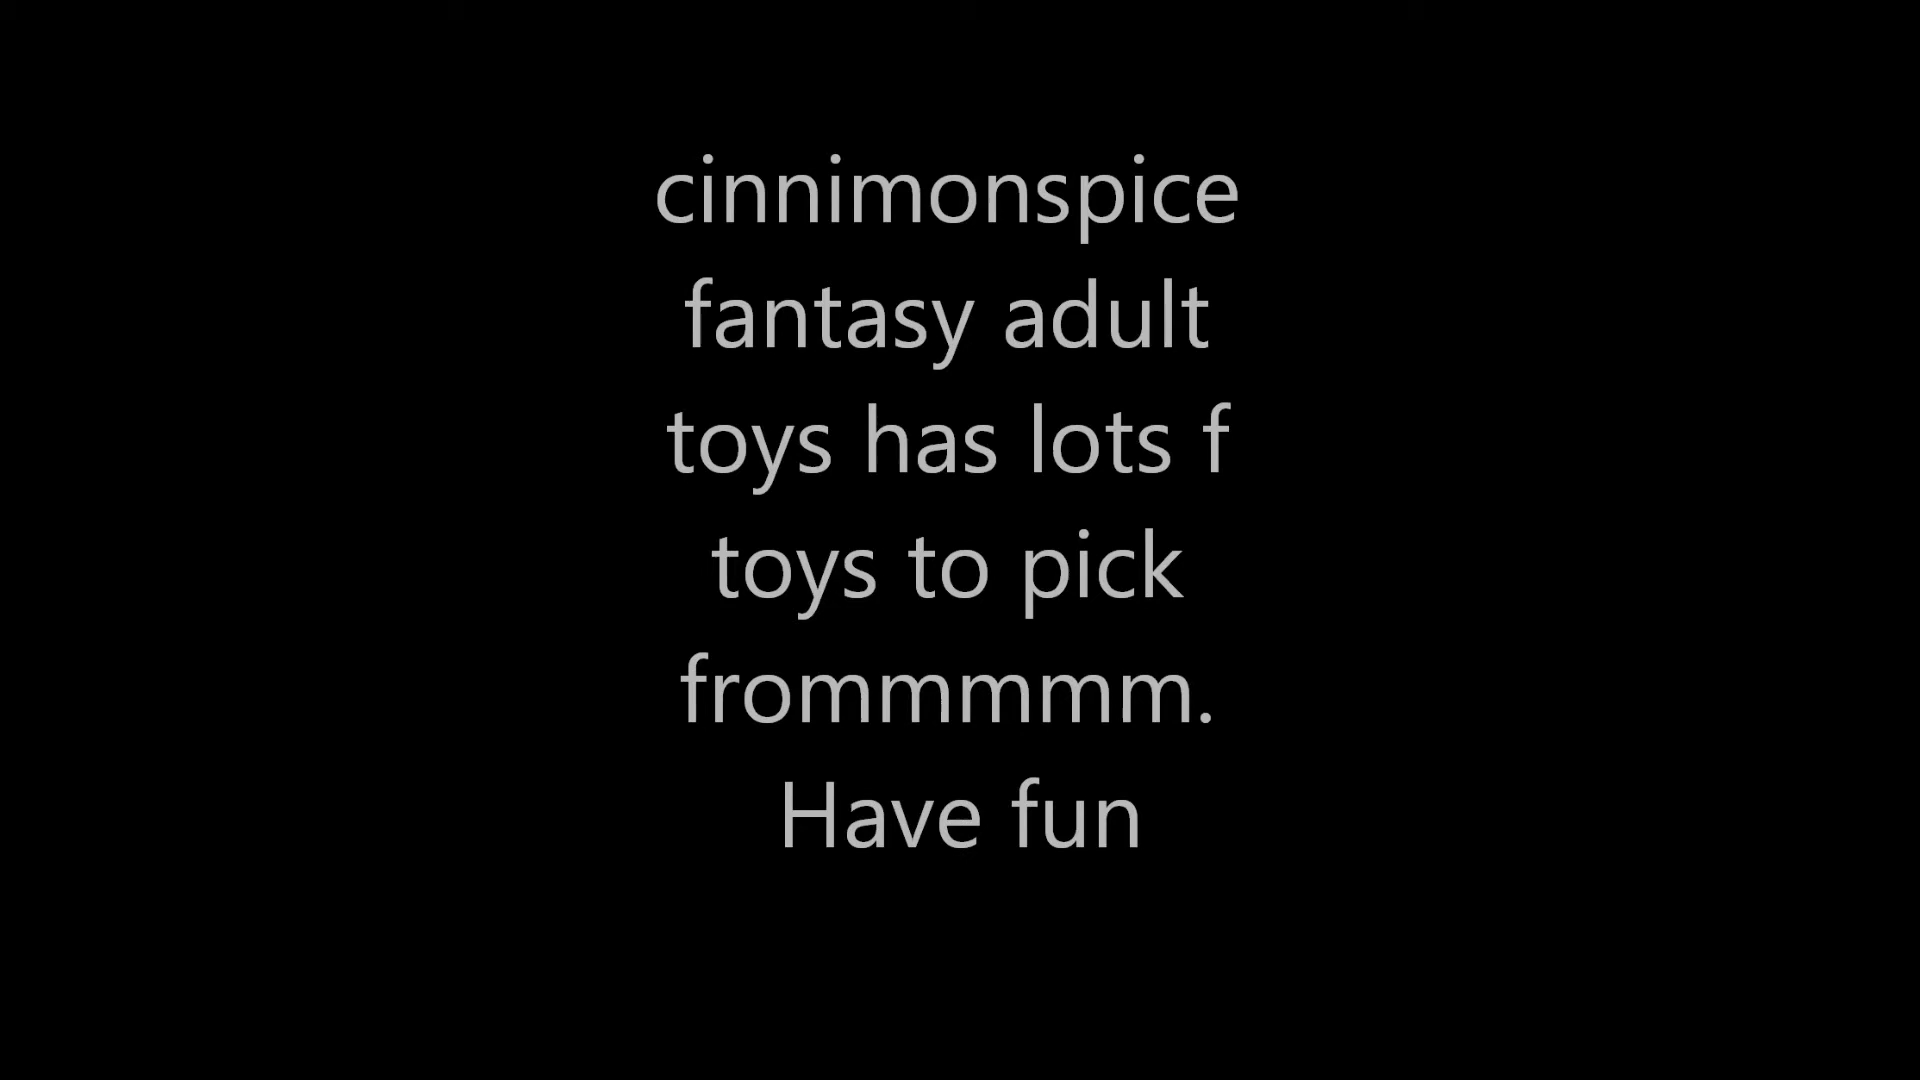 cinnimonspice
fantasy adult
toys has lots f
toys to pick
frommmmm.
Have fun